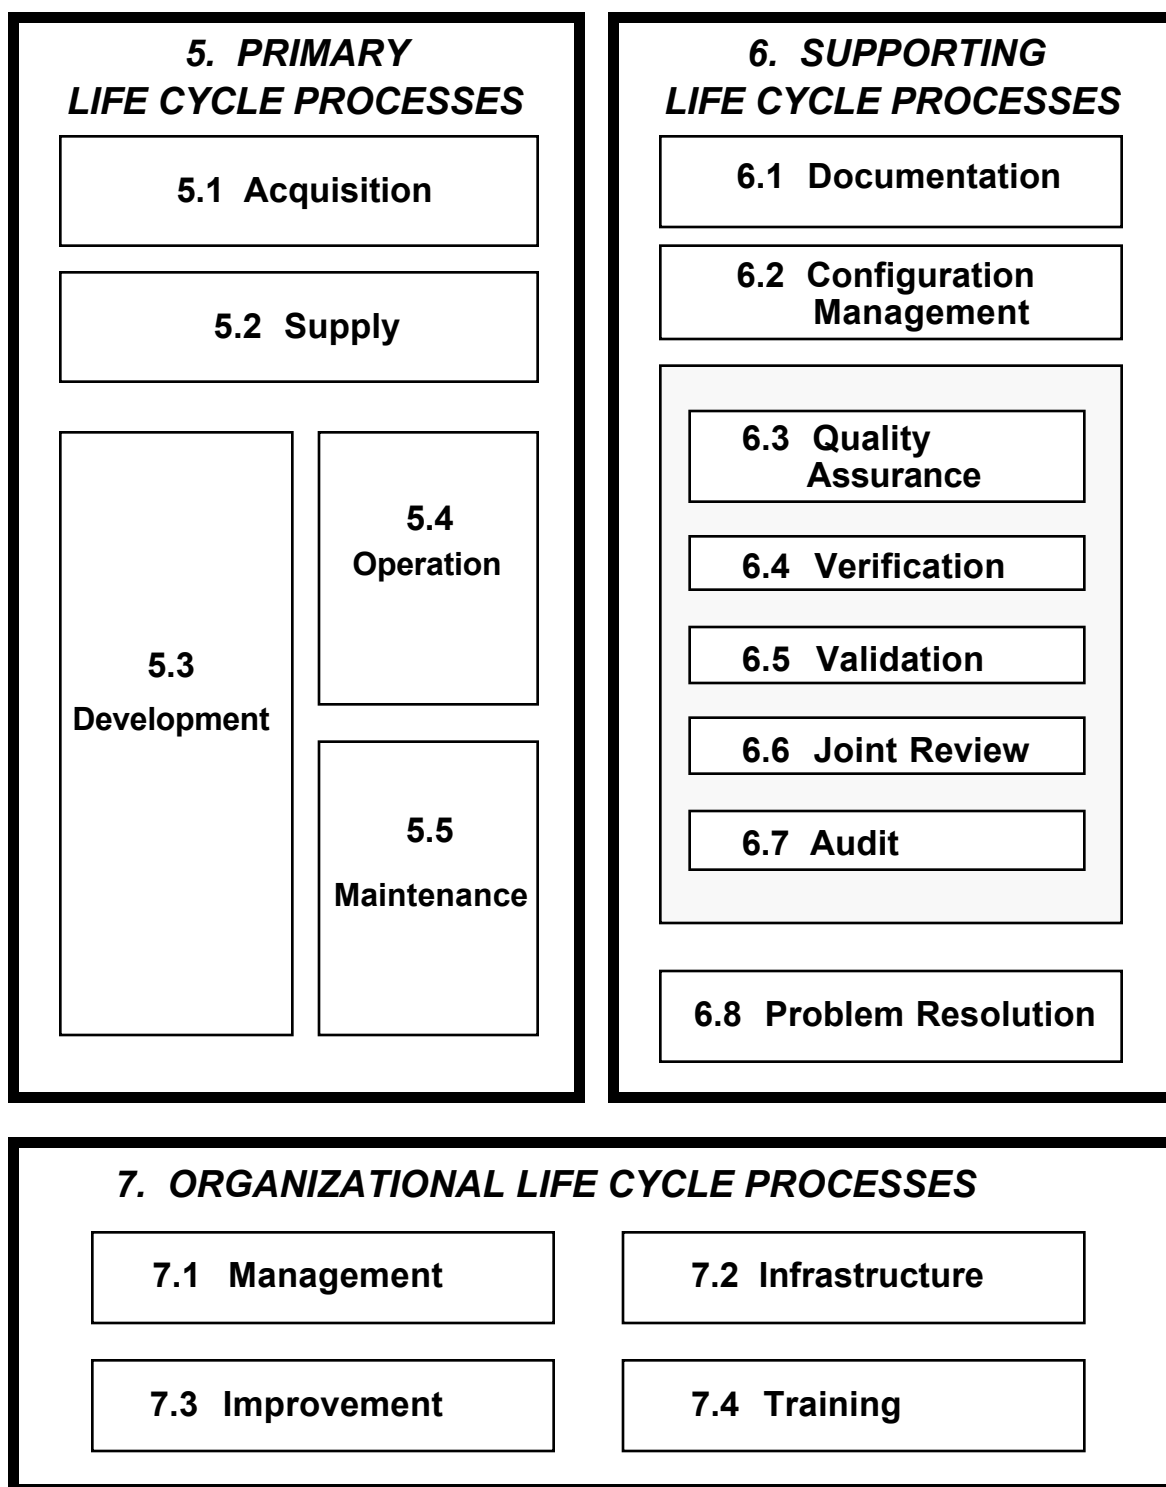 5. PRIMARY
LIFE CYCLE PROCESSES
5.1 Acquisition
5.2 Supply
5.3
Development
5.4
Operation
5.5
Maintenance
6. SUPPORTING
LIFE CYCLE PROCESSES
6.1 Documentation
6.2 Configuration
Management
6.3 Quality
Assurance
6.4 Verification
6.5 Validation
6.6 Joint Review
6.7 Audit
6.8 Problem Resolution
7. ORGANIZATIONAL LIFE CYCLE PROCESSES
7.1 Management
7.2 Infrastructure
7.3 Improvement
7.4 Training